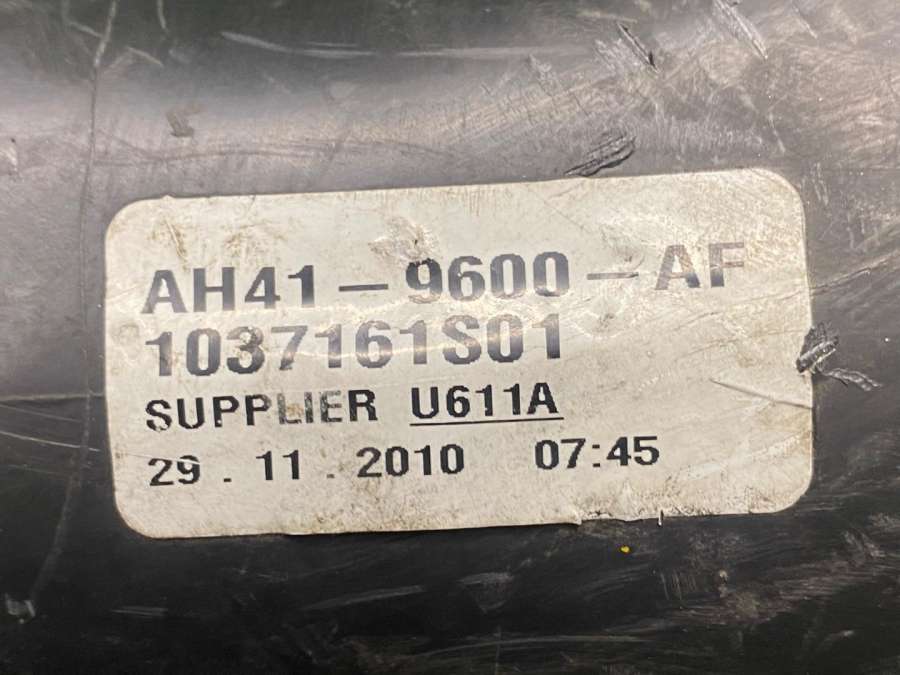 AH41-9600-AF
1037161S01
SUPPLIER U611A
29.11.2010 07:45